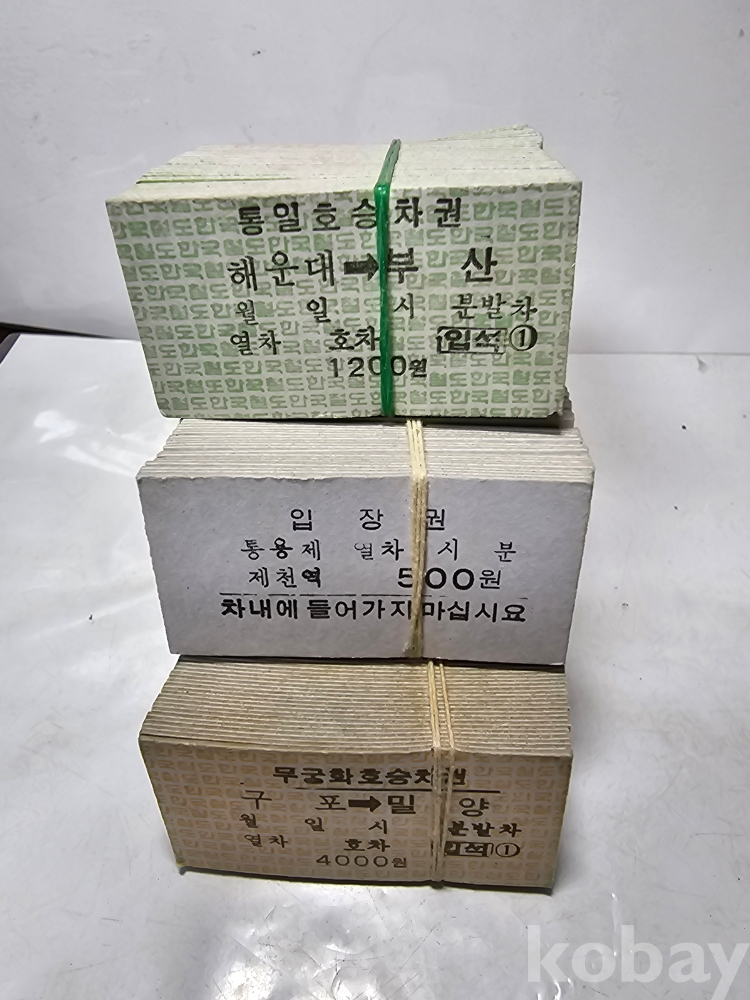 통일호승차권
해운대➡부 산
월 일 시 분발차
열차 호차 입석①
1200원
입 장 권
통용제 열차 시 분
제천역 500원
차내에 들어가지 마십시요
무궁화호승차권
구 포➡밀 양
월 일 시 분발차
열차 호차 입석①
4000원
kobay